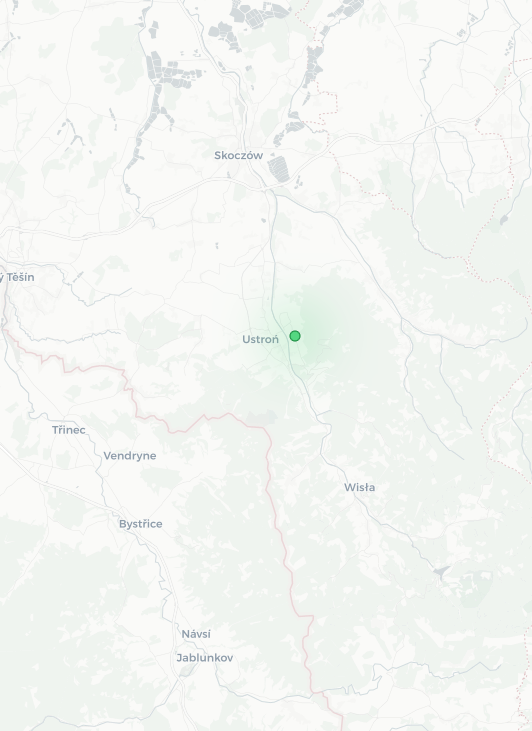 Skoczów
ý Těšín
Ustroń
Třinec
Vendryne
Wisła
Bystřice
Návsí
Jablunkov